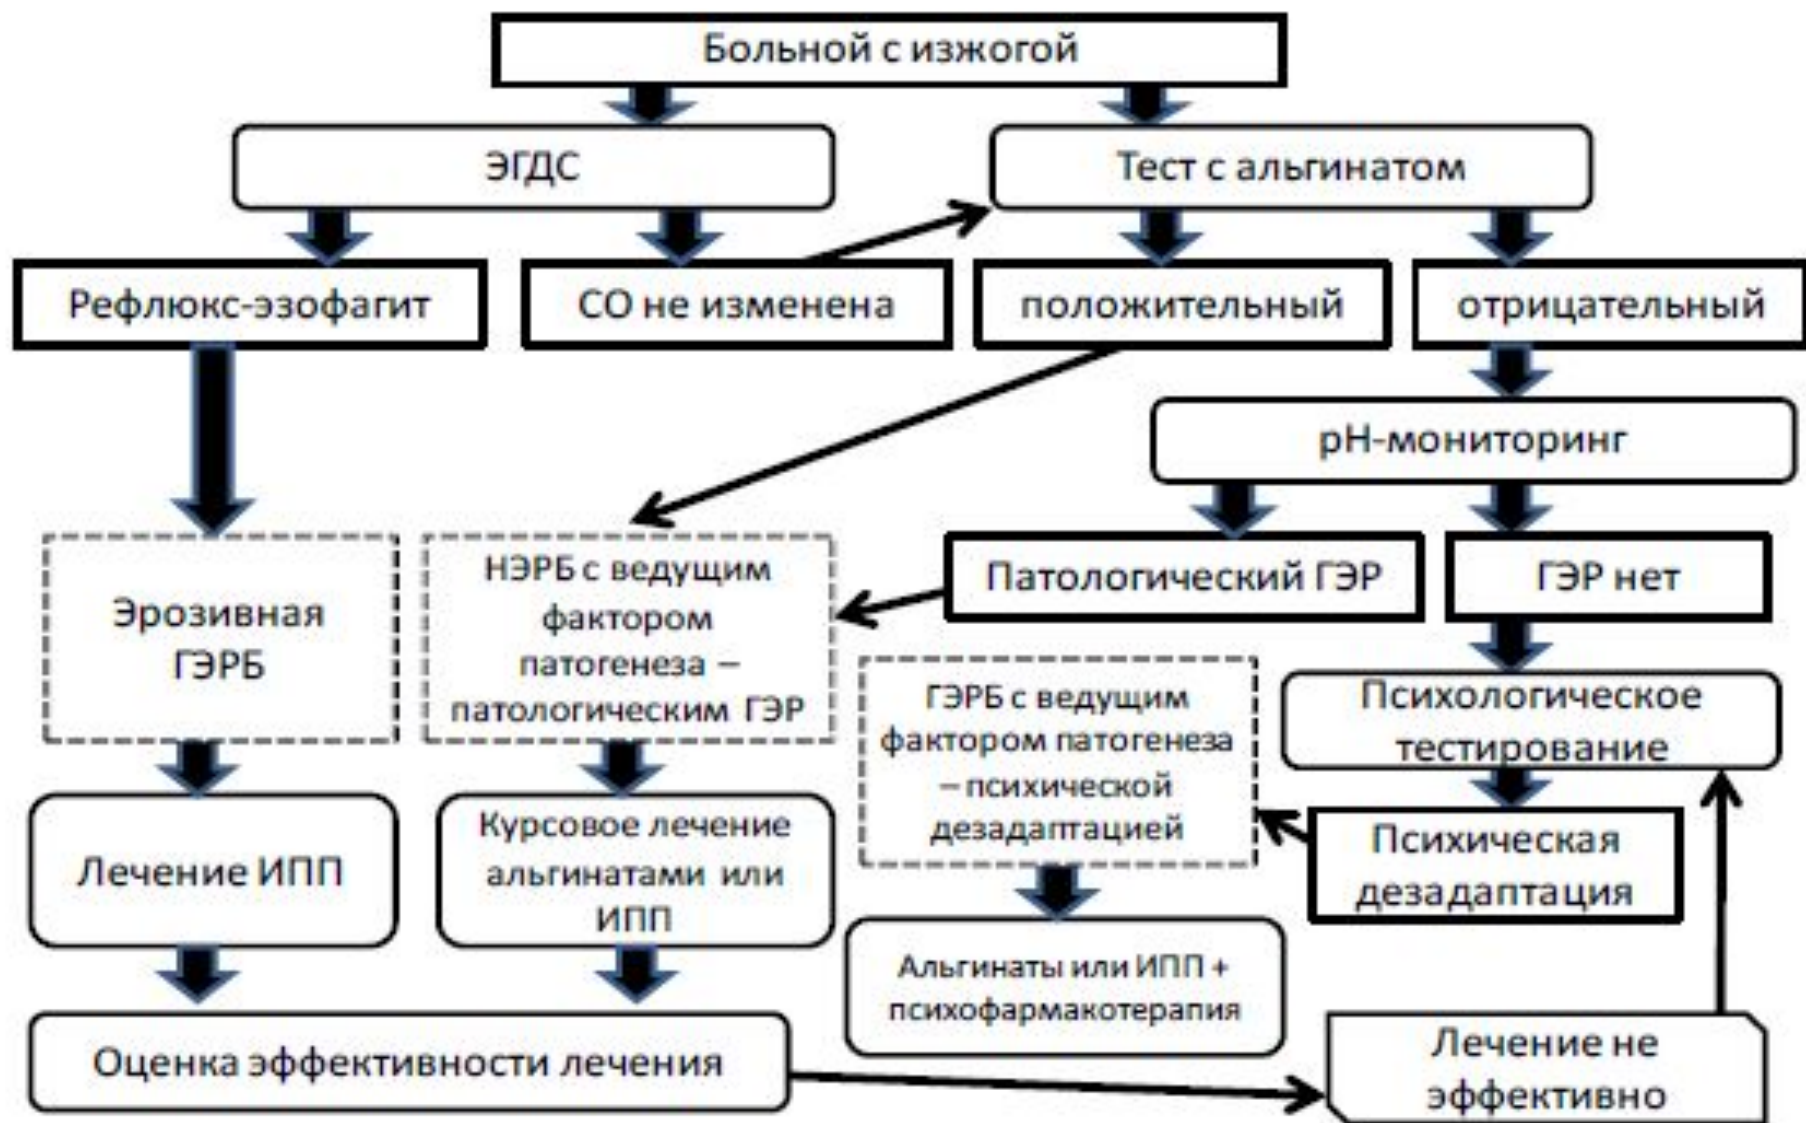 Больной с изжогой
ЭГДС
Тест с альгинатом
Рефлюкс-эзофагит
СО не изменена
положительный
отрицательный
рН-мониторинг
Эрозивная
ГЭРБ
НЭРБ с ведущим
фактором
патогенеза –
патологическим ГЭР
Патологический ГЭР
ГЭР нет
ГЭРБ с ведущим
фактором патогенеза
– психической
дезадаптацией
Психологическое
тестирование
Лечение ИПП
Курсовое лечение
альгинатами или
ИПП
Психическая
дезадаптация
Альгинаты или ИПП +
психофармакотерапия
Оценка эффективности лечения
Лечение не
эффективно